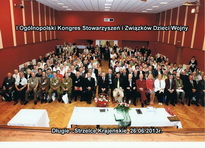 I Ogólnopolski Kongres Stowarzyszeń i Związków Dzieci Wojny
Długie - Strzelce Krajeńskie 26.06.2013r.